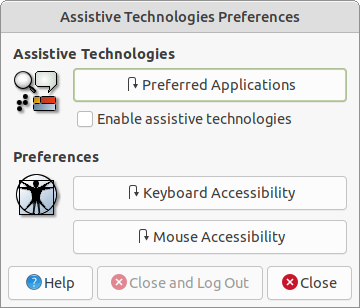 Assistive Technologies Preferences
Assistive Technologies
Preferred Applications
Enable assistive technologies
Preferences
Keyboard Accessibility
Mouse Accessibility
Help Close and Log Out Close